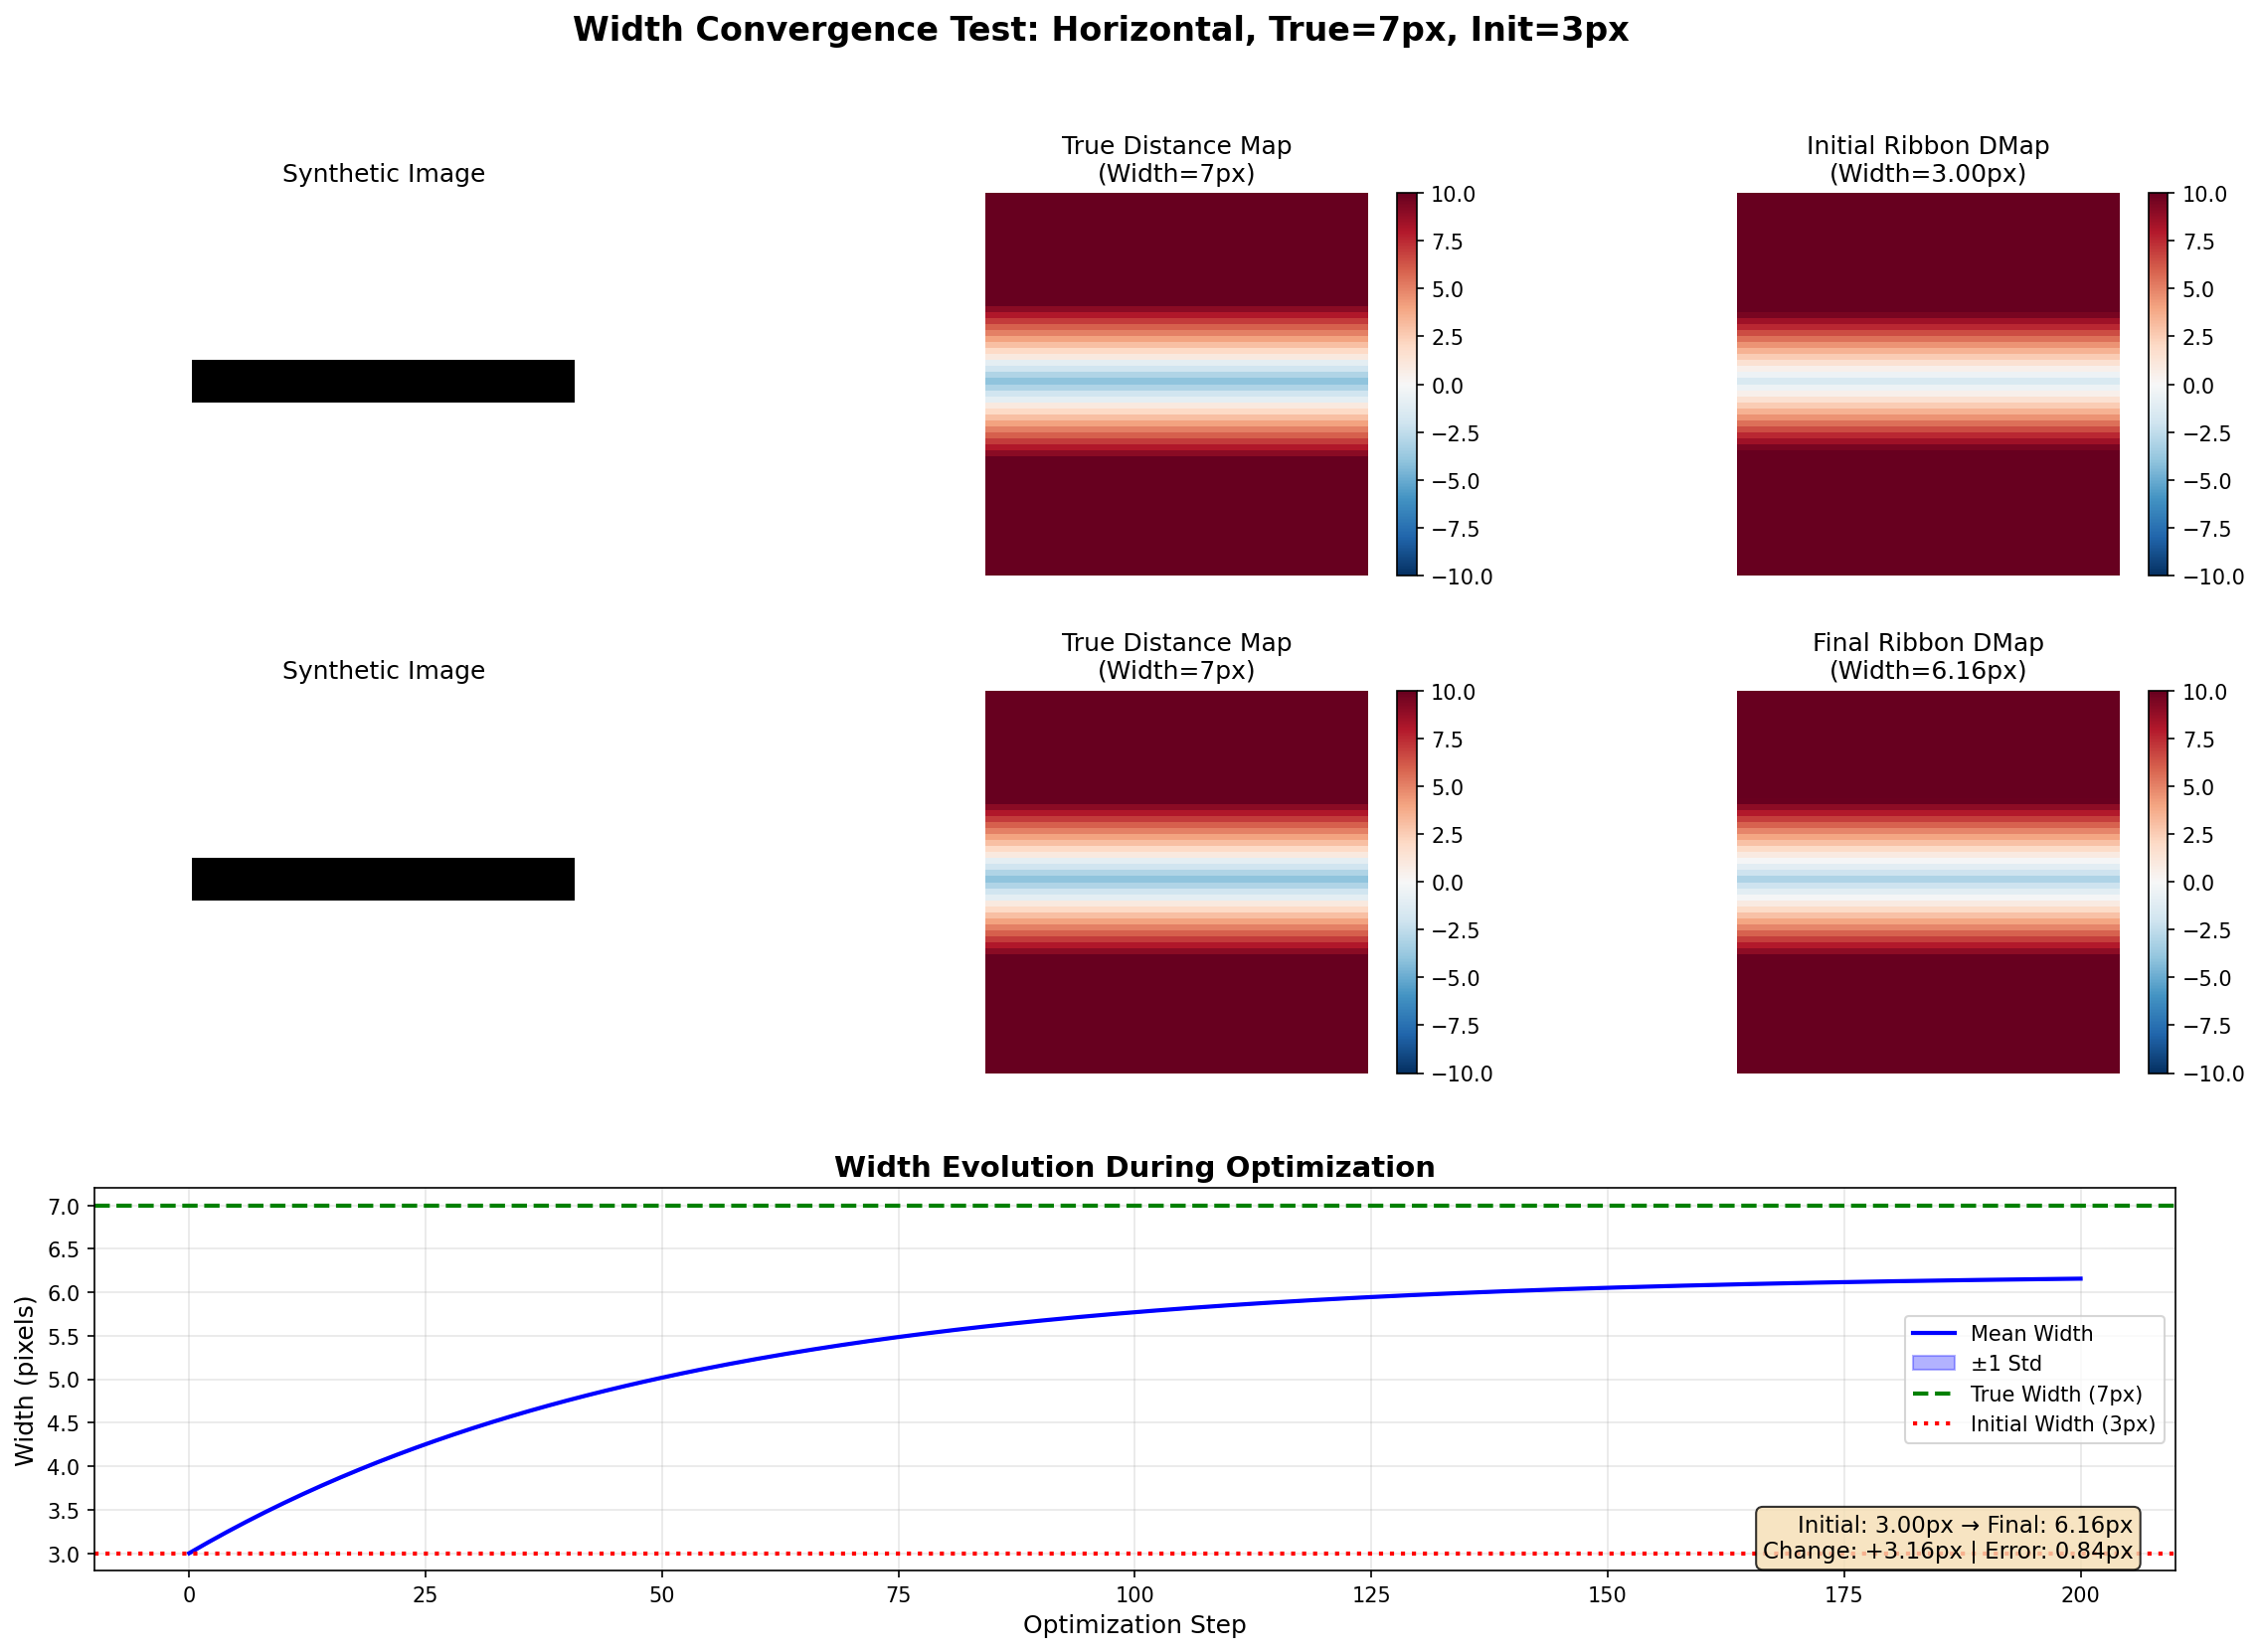 Width Convergence Test: Horizontal, True=7px, Init=3px
Synthetic Image
True Distance Map
(Width=7px)
10.0
7.5
5.0
2.5
0.0
−2.5
−5.0
−7.5
−10.0
Initial Ribbon DMap
(Width=3.00px)
10.0
7.5
5.0
2.5
0.0
−2.5
−5.0
−7.5
−10.0
Synthetic Image
True Distance Map
(Width=7px)
10.0
7.5
5.0
2.5
0.0
−2.5
−5.0
−7.5
−10.0
Final Ribbon DMap
(Width=6.16px)
10.0
7.5
5.0
2.5
0.0
−2.5
−5.0
−7.5
−10.0
Width Evolution During Optimization
Width (pixels)
7.0
6.5
6.0
5.5
5.0
4.5
4.0
3.5
3.0
Mean Width
±1 Std
True Width (7px)
Initial Width (3px)
Initial: 3.00px → Final: 6.16px
Change: +3.16px | Error: 0.84px
0 25 50 75 100 125 150 175 200
Optimization Step